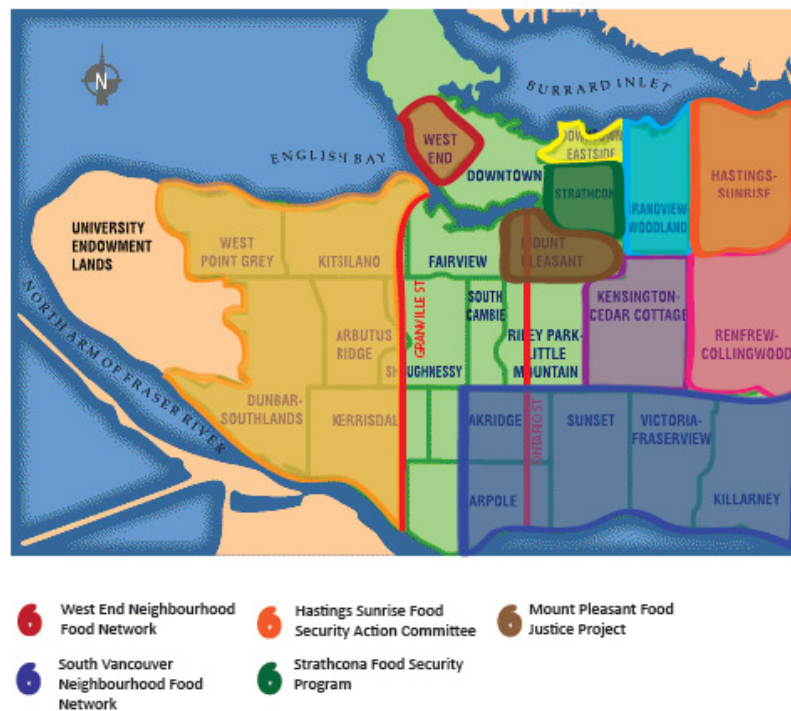 N
BURRARD INLET
ENGLISH BAY
WEST
END
DOWNTOWN
DOWNTOWN
EASTSIDE
STRATHCON
GRANDVIEW-
WOODLAND
HASTINGS-
SUNRISE
UNIVERSITY
ENDOWMENT
LANDS
WEST
POINT GREY
KITSILANO
FAIRVIEW
MOUNT
PLEASANT
NORTH ARM OF FRASER RIVER
GRANVILLE ST
SOUTH
CAMBIE
KENSINGTON-
CEDAR COTTAGE
ARBUTUS
RIDGE
SH
UGHNESSY
RILEY PARK-
LITTLE
MOUNTAIN
RENFREW-
COLLINGWOOD
DUNBAR-
SOUTHLANDS
KERRISDAL
AKRIDGE
ONTARIO ST
SUNSET
VICTORIA-
FRASERVIEW
ARPOLE
KILLARNEY
West End Neighbourhood
Food Network
Hastings Sunrise Food
Security Action Committee
Mount Pleasant Food
Justice Project
South Vancouver
Neighbourhood Food
Network
Strathcona Food Security
Program